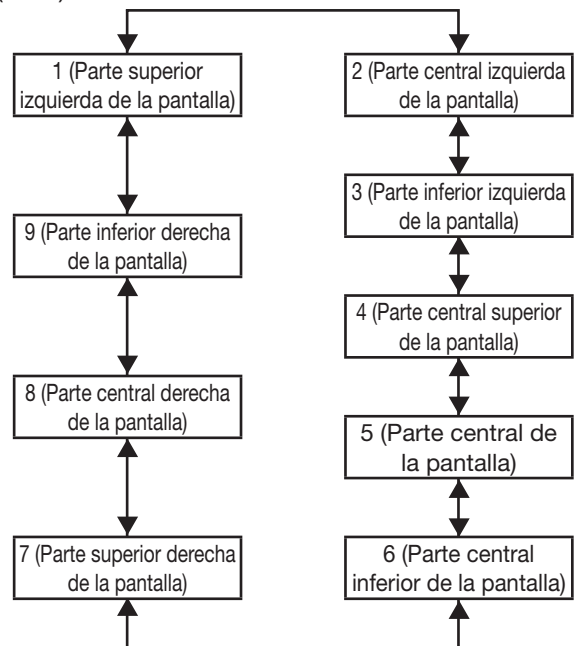 1 (Parte superior
izquierda de la pantalla)
2 (Parte central izquierda
de la pantalla)
3 (Parte inferior izquierda
de la pantalla)
9 (Parte inferior derecha
de la pantalla)
4 (Parte central superior
de la pantalla)
8 (Parte central derecha
de la pantalla)
5 (Parte central de
la pantalla)
7 (Parte superior derecha
de la pantalla)
6 (Parte central
inferior de la pantalla)